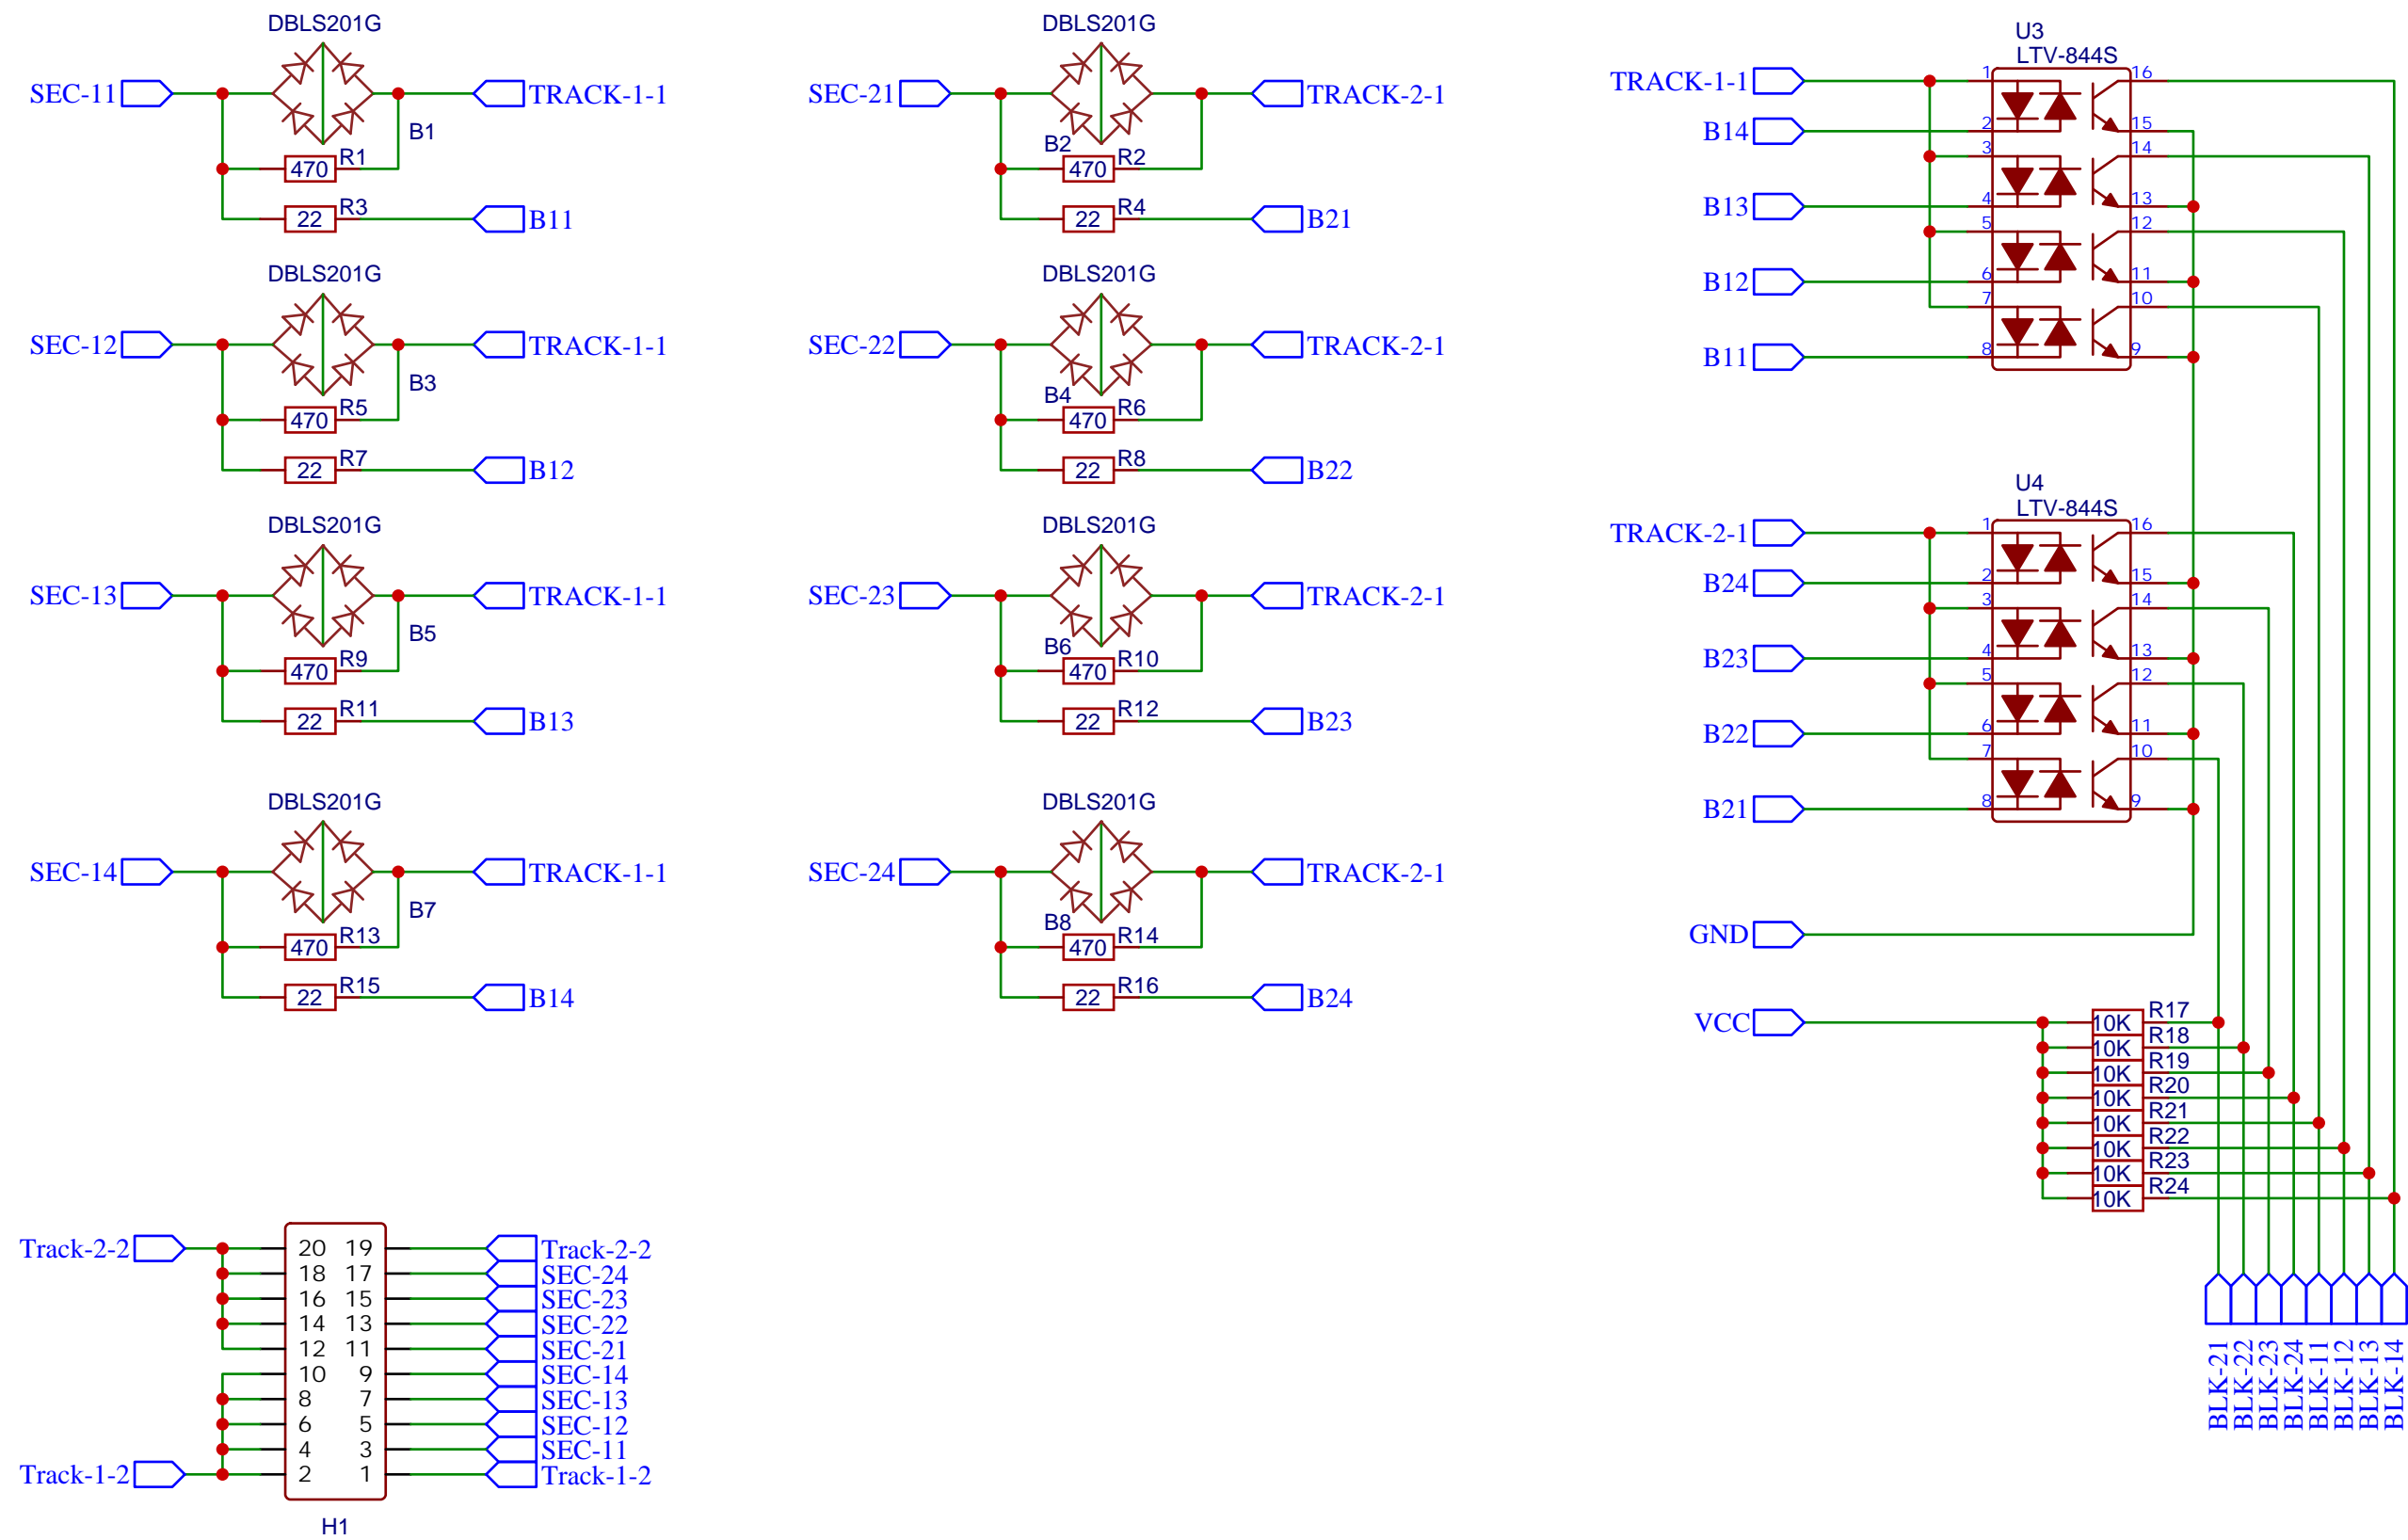 DBLS201G
SEC-11
TRACK-1-1
B1
470
R1
22
R3
B11
DBLS201G
SEC-12
TRACK-1-1
B3
470
R5
22
R7
B12
DBLS201G
SEC-13
TRACK-1-1
B5
470
R9
22
R11
B13
DBLS201G
SEC-14
TRACK-1-1
B7
470
R13
22
R15
B14
DBLS201G
SEC-21
TRACK-2-1
B2
470
R2
22
R4
B21
DBLS201G
SEC-22
TRACK-2-1
B4
470
R6
22
R8
B22
DBLS201G
SEC-23
TRACK-2-1
B6
470
R10
22
R12
B23
DBLS201G
SEC-24
TRACK-2-1
B8
470
R14
22
R16
B24
U3
LTV-844S
TRACK-1-1 1 16
B14 2 15
3 14
B13 4 13
5 12
B12 6 11
7 10
B11 8 9
U4
LTV-844S
TRACK-2-1 1 16
B24 2 15
3 14
B23 4 13
5 12
B22 6 11
7 10
B21 8 9
GND
VCC
10K R17
10K R18
10K R19
10K R20
10K R21
10K R22
10K R23
10K R24
BLK-21
BLK-22
BLK-23
BLK-24
BLK-11
BLK-12
BLK-13
BLK-14
Track-2-2 20 19 Track-2-2
18 17 SEC-24
16 15 SEC-23
14 13 SEC-22
12 11 SEC-21
10 9 SEC-14
8 7 SEC-13
6 5 SEC-12
4 3 SEC-11
Track-1-2 2 1 Track-1-2
H1